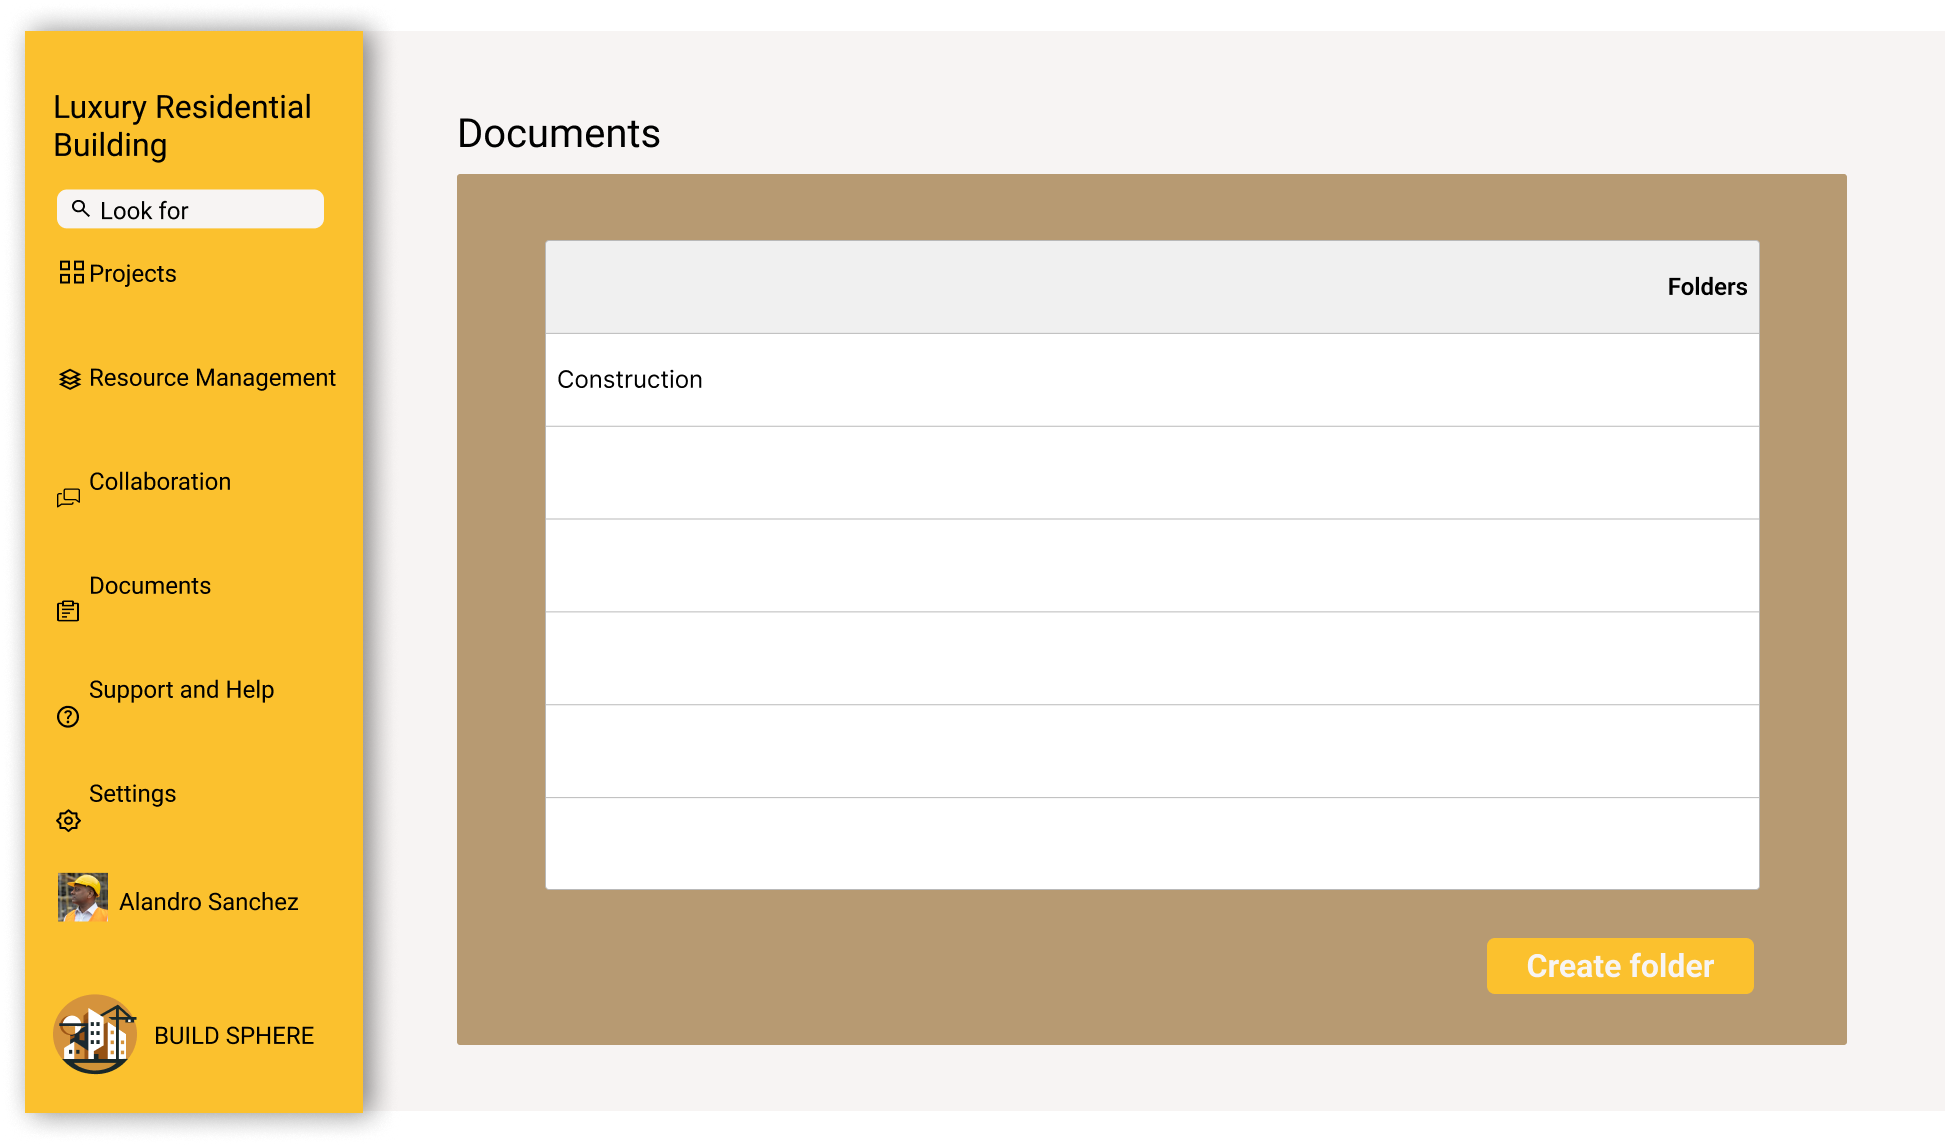 Luxury Residential
Building
Look for
Projects
Resource Management
Collaboration
Documents
Support and Help
Settings
Alandro Sanchez
BUILD SPHERE
Documents
Folders
Construction
Create folder